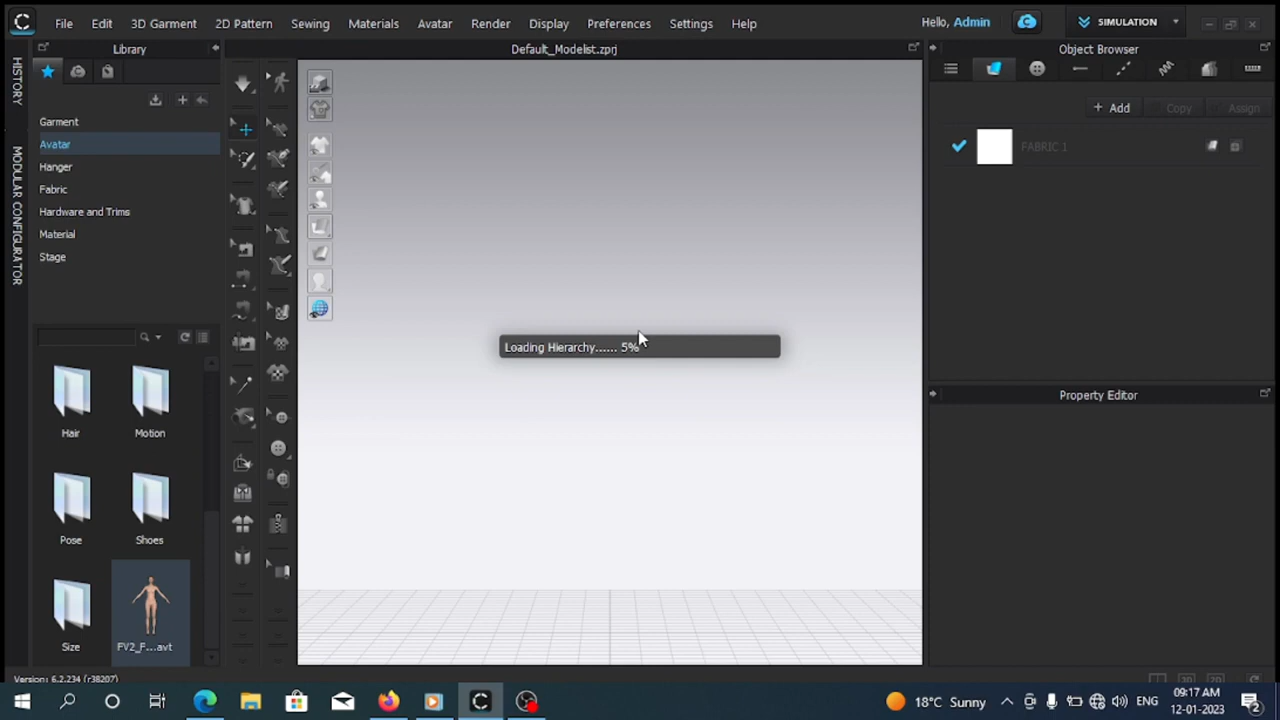 File Edit 3D Garment 2D Pattern Sewing Materials Avatar Render Display Preferences Settings Help Hello, Admin SIMULATION
HISTORY
MODULAR CONFIGURATOR
Library
Default_Modelist.zprj
Object Browser
Garment
Avatar
Hanger
Fabric
Hardware and Trims
Material
Stage
+ Add Copy Assign
FABRIC 1
Loading Hierarchy...... 5%
Property Editor
Hair Motion
Pose Shoes
Size FV2_F...avt
Version: 6.2.234 (r38207)
3D 2D
18°C Sunny ENG 09:17 AM
12-01-2023
2